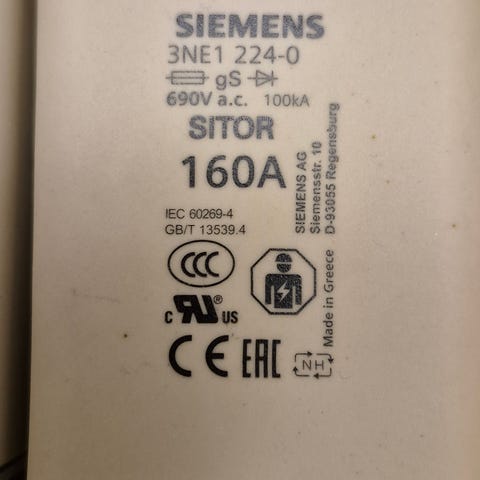 SIEMENS
3NE1 224-0
gS
690V a.c. 100kA
SITOR
160A
SIEMENS AG
Siemensstr. 10
D-93055 Regensburg
IEC 60269-4
GB/T 13539.4
CCC
c RU® US
Made in Greece
CE EAC NH